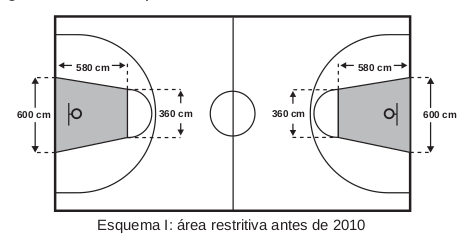 580 cm
580 cm
600 cm
360 cm
360 cm
600 cm
Esquema I: área restritiva antes de 2010